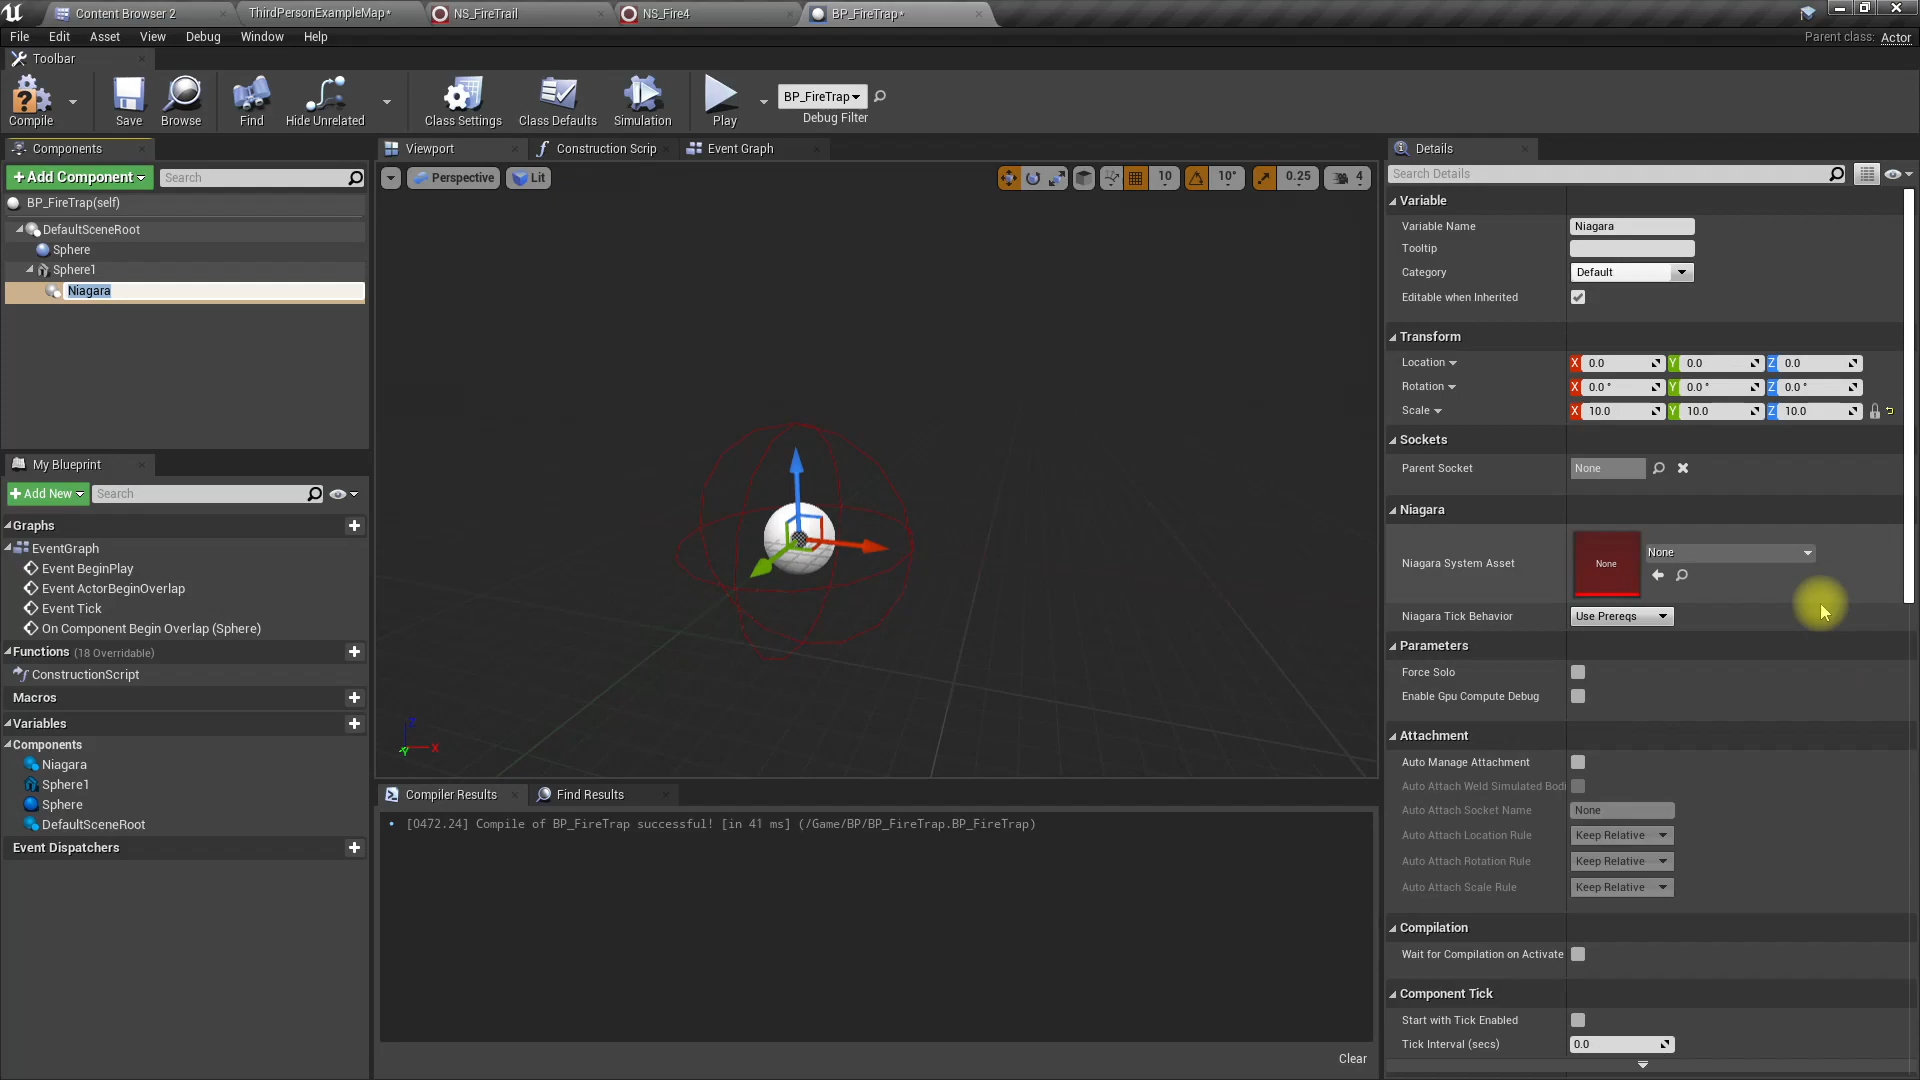 Content Browser 2
ThirdPersonExampleMap*
NS_FireTrail
NS_Fire4
BP_FireTrap*
File
Edit
Asset
View
Debug
Window
Help
Parent class: Actor
Toolbar
Compile
Save
Browse
Find
Hide Unrelated
Class Settings
Class Defaults
Simulation
Play
BP_FireTrap
Debug Filter
Components
Viewport
Construction Scrip
Event Graph
Details
+Add Component
Search
Perspective
Lit
10
10°
0.25
4
Search Details
BP_FireTrap(self)
DefaultSceneRoot
Sphere
Sphere1
Niagara
Variable
Variable Name
Niagara
Tooltip
Category
Default
Editable when Inherited
Transform
Location
X 0.0
Y 0.0
Z 0.0
Rotation
X 0.0 °
Y 0.0 °
Z 0.0 °
Scale
X 10.0
Y 10.0
Z 10.0
Sockets
Parent Socket
None
Niagara
Niagara System Asset
None
None
Niagara Tick Behavior
Use Prereqs
Parameters
Force Solo
Enable Gpu Compute Debug
Attachment
Auto Manage Attachment
Auto Attach Weld Simulated Bodi
Auto Attach Socket Name
None
Auto Attach Location Rule
Keep Relative
Auto Attach Rotation Rule
Keep Relative
Auto Attach Scale Rule
Keep Relative
Compilation
Wait for Compilation on Activate
Component Tick
Start with Tick Enabled
Tick Interval (secs)
0.0
My Blueprint
+Add New
Search
Graphs
EventGraph
Event BeginPlay
Event ActorBeginOverlap
Event Tick
On Component Begin Overlap (Sphere)
Functions (18 Overridable)
ConstructionScript
Macros
Variables
Components
Niagara
Sphere1
Sphere
DefaultSceneRoot
Event Dispatchers
Z
Y
X
Compiler Results
Find Results
• [0472.24] Compile of BP_FireTrap successful! [in 41 ms] (/Game/BP/BP_FireTrap.BP_FireTrap)
Clear